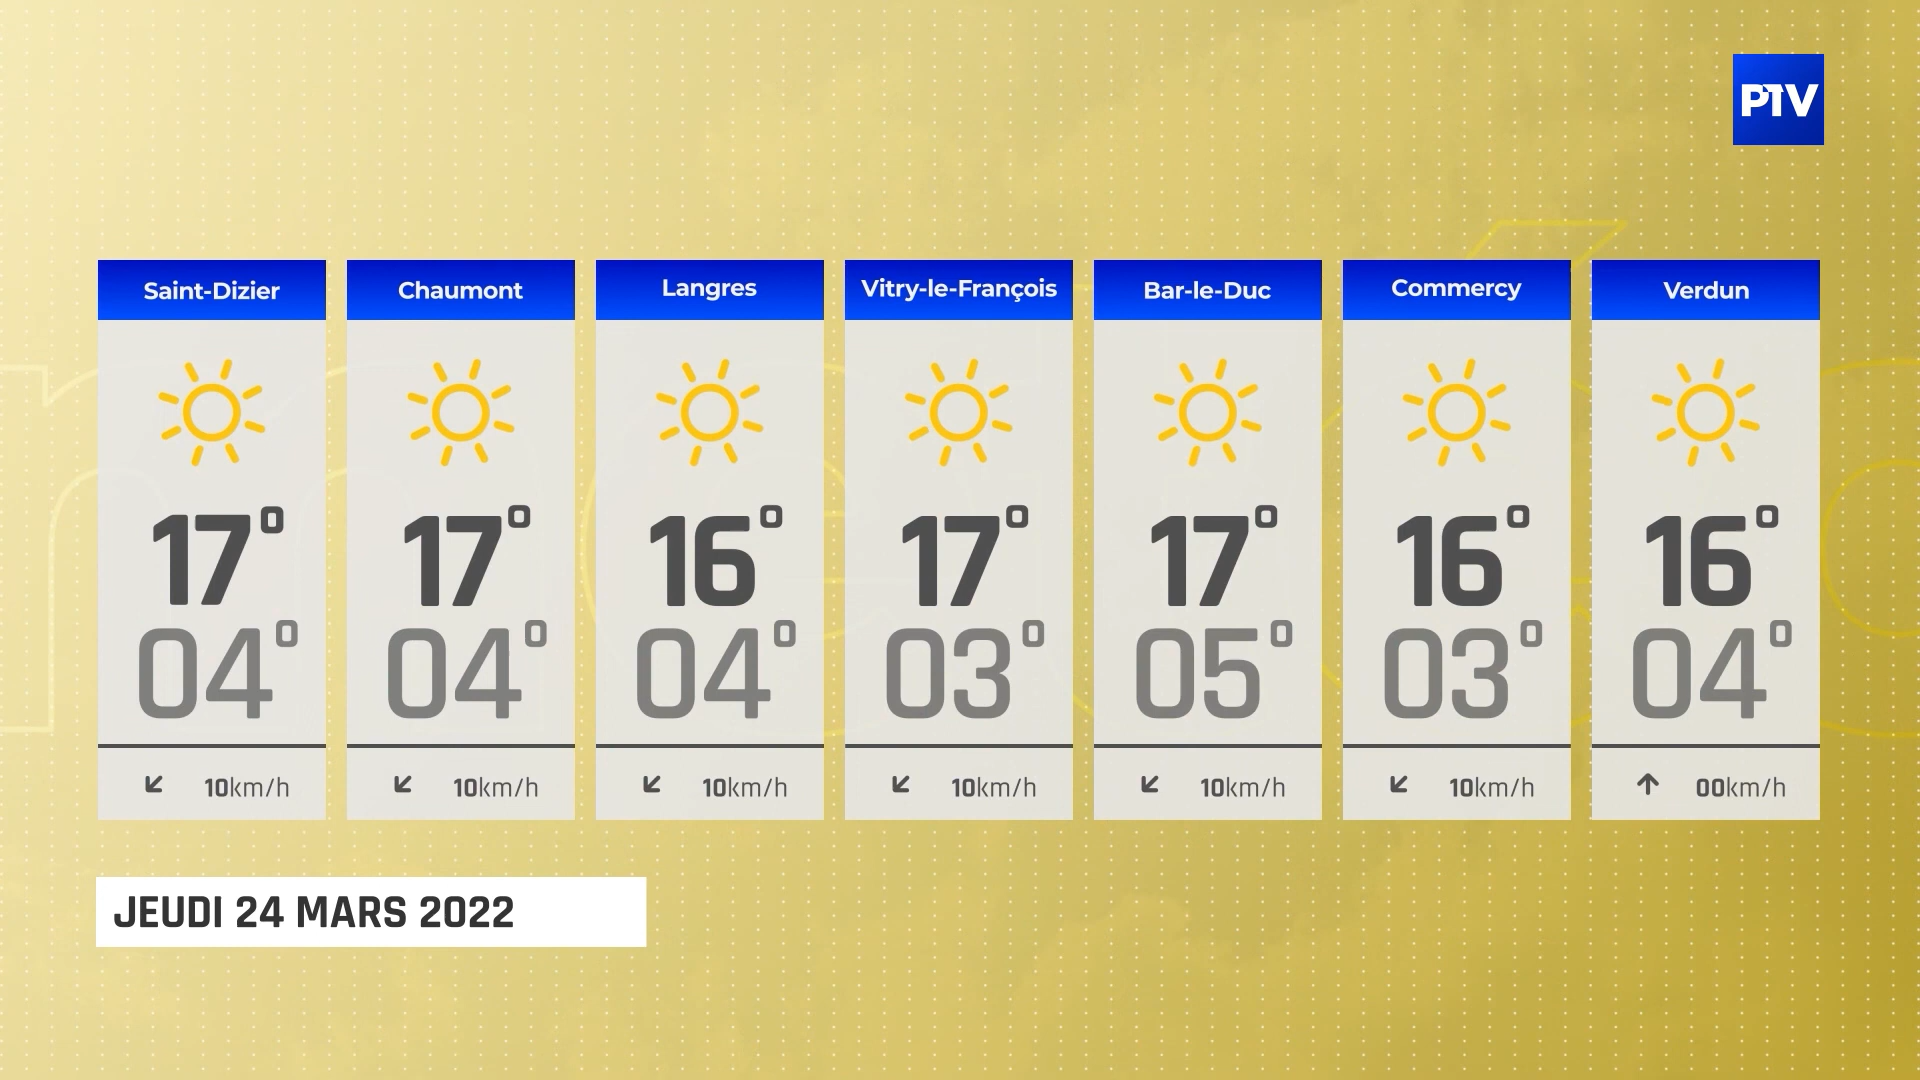 PTV
Saint-Dizier
17°
04°
10km/h
Chaumont
17°
04°
10km/h
Langres
16°
04°
10km/h
Vitry-le-François
17°
03°
10km/h
Bar-le-Duc
17°
05°
10km/h
Commercy
16°
03°
10km/h
Verdun
16°
04°
00km/h
JEUDI 24 MARS 2022